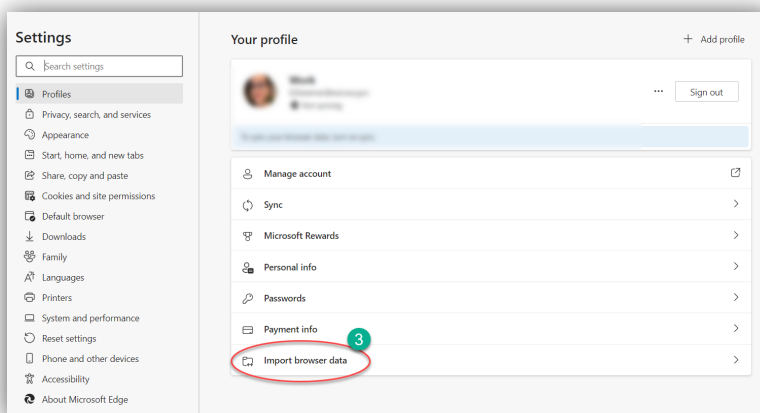 Settings
Search settings
Profiles
Privacy, search, and services
Appearance
Start, home, and new tabs
Share, copy and paste
Cookies and site permissions
Default browser
Downloads
Family
Languages
Printers
System and performance
Reset settings
Phone and other devices
Accessibility
About Microsoft Edge
Your profile
Add profile
Work
Sign out
Manage account
Sync
Microsoft Rewards
Personal info
Passwords
Payment info
3
Import browser data